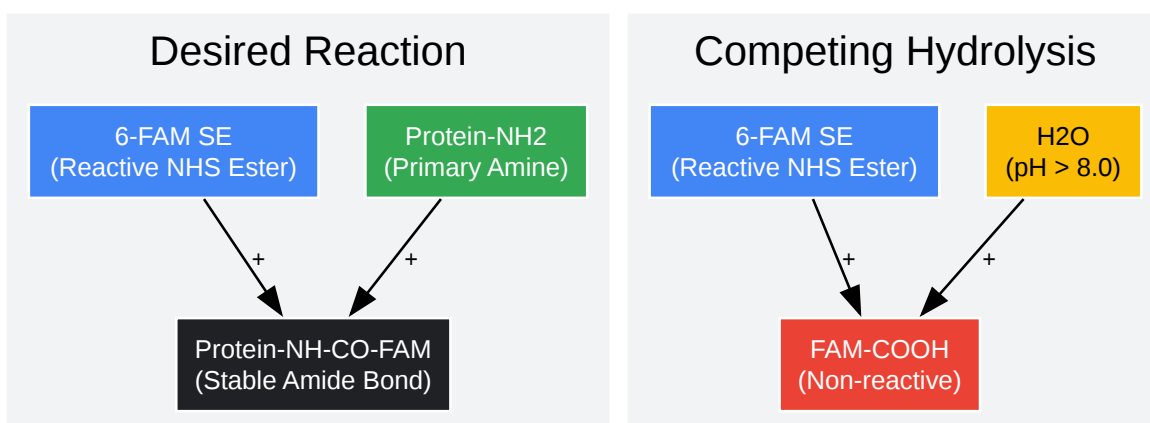 Desired Reaction
6-FAM SE
(Reactive NHS Ester)
Protein-NH2
(Primary Amine)
+
+
Protein-NH-CO-FAM
(Stable Amide Bond)
Competing Hydrolysis
6-FAM SE
(Reactive NHS Ester)
H2O
(pH > 8.0)
+
+
FAM-COOH
(Non-reactive)